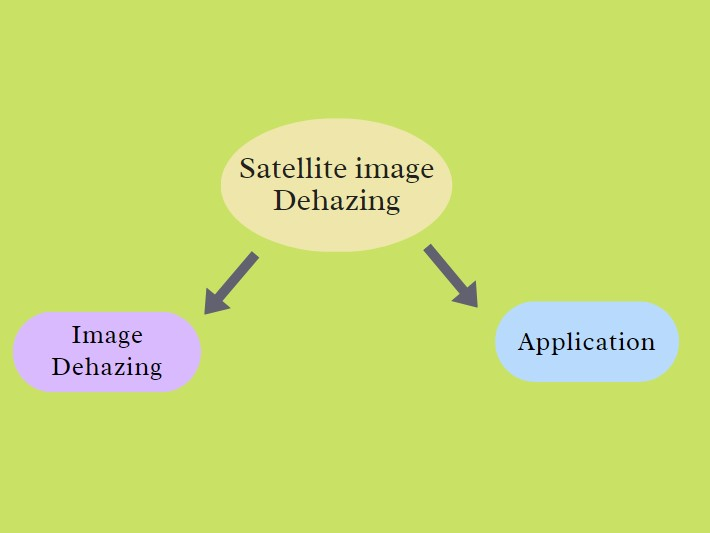 Satellite image
Dehazing
Image
Dehazing
Application